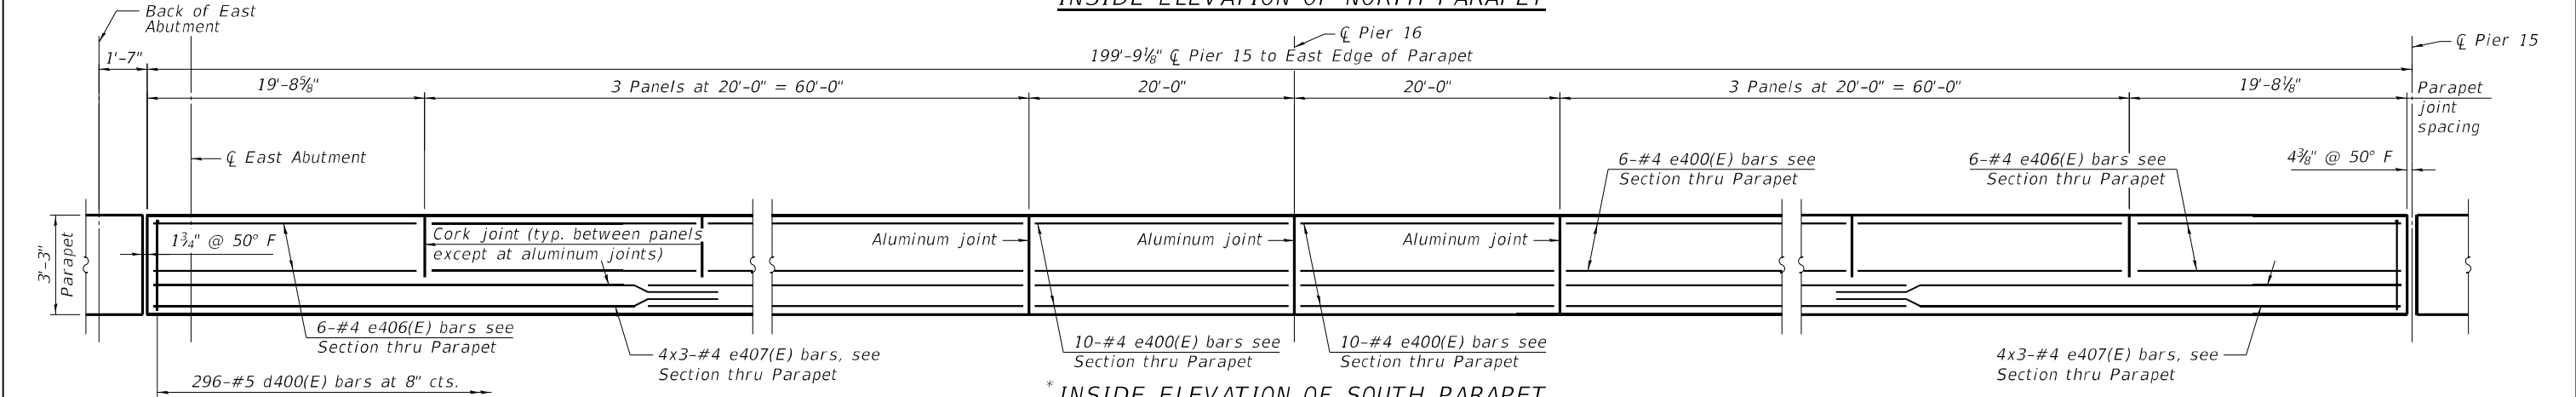 INSIDE ELEVATION OF NORTH PARAPET
Back of East
Abutment
℄ Pier 16
℄ Pier 15
1'-7"
199'-9⅛" ℄ Pier 15 to East Edge of Parapet
19'-8⅝"
3 Panels at 20'-0" = 60'-0"
20'-0"
20'-0"
3 Panels at 20'-0" = 60'-0"
19'-8⅛"
Parapet
joint
spacing
℄ East Abutment
6-#4 e400(E) bars see
Section thru Parapet
6-#4 e406(E) bars see
Section thru Parapet
4⅜" @ 50° F
3'-3"
Parapet
1¾" @ 50° F
Cork joint (typ. between panels
except at aluminum joints)
Aluminum joint
Aluminum joint
Aluminum joint
6-#4 e406(E) bars see
Section thru Parapet
4x3-#4 e407(E) bars, see
Section thru Parapet
10-#4 e400(E) bars see
Section thru Parapet
10-#4 e400(E) bars see
Section thru Parapet
4x3-#4 e407(E) bars, see
Section thru Parapet
296-#5 d400(E) bars at 8" cts.
* INSIDE ELEVATION OF SOUTH PARAPET